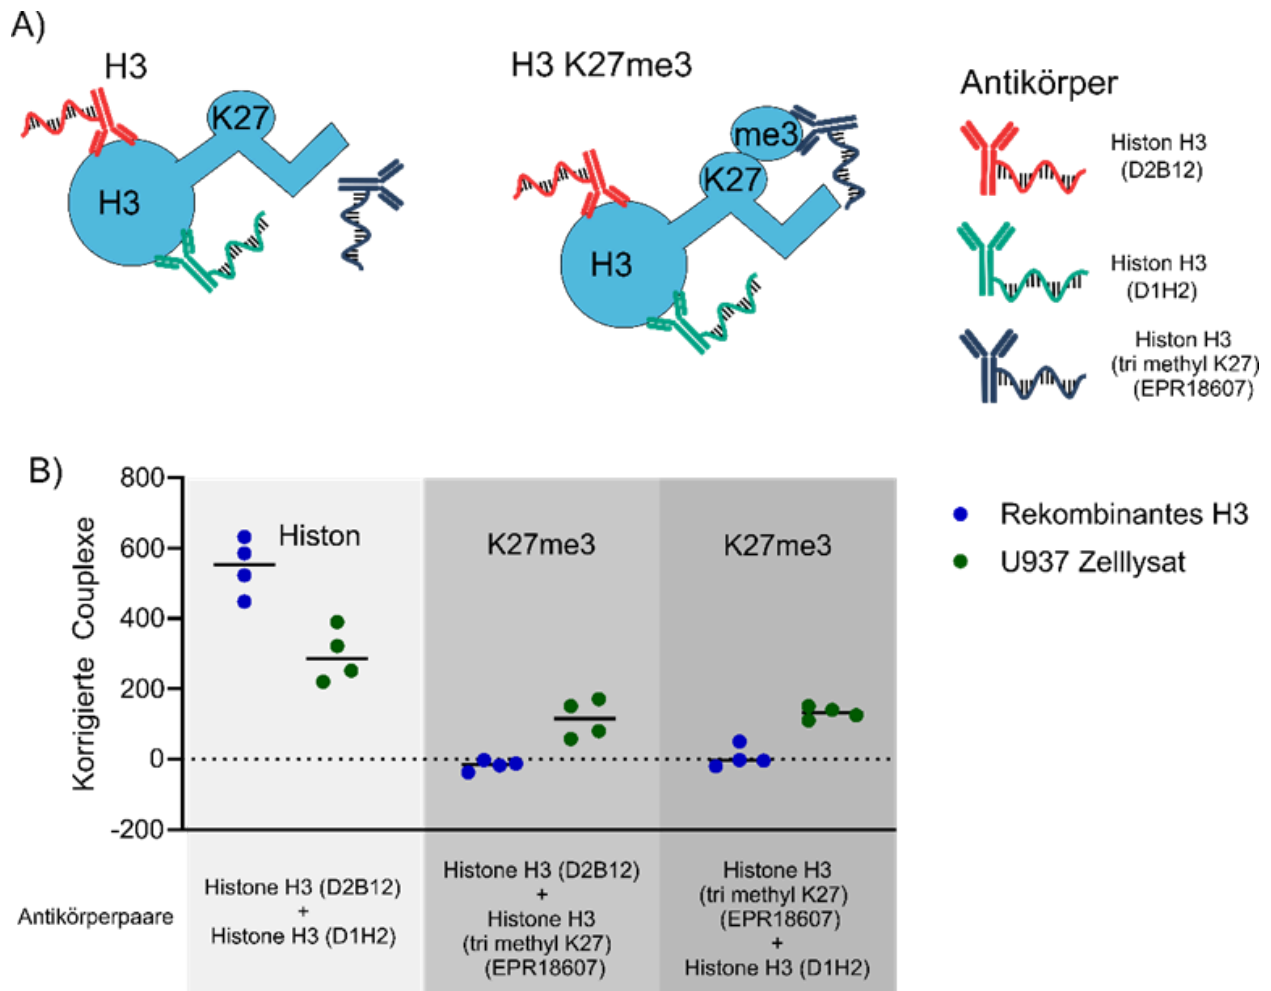 A)
H3
K27
H3
H3 K27me3
me3
K27
H3
Antikörper
Histon H3
(D2B12)
Histon H3
(D1H2)
Histon H3
(tri methyl K27)
(EPR18607)
B)
Korrigierte Couplexe
800
600
400
200
0
-200
Histon
K27me3
K27me3
Rekombinantes H3
U937 Zelllysat
Antikörperpaare
Histone H3 (D2B12)
+
Histone H3 (D1H2)
Histone H3 (D2B12)
+
Histone H3
(tri methyl K27)
(EPR18607)
Histone H3
(tri methyl K27)
(EPR18607)
+
Histone H3 (D1H2)